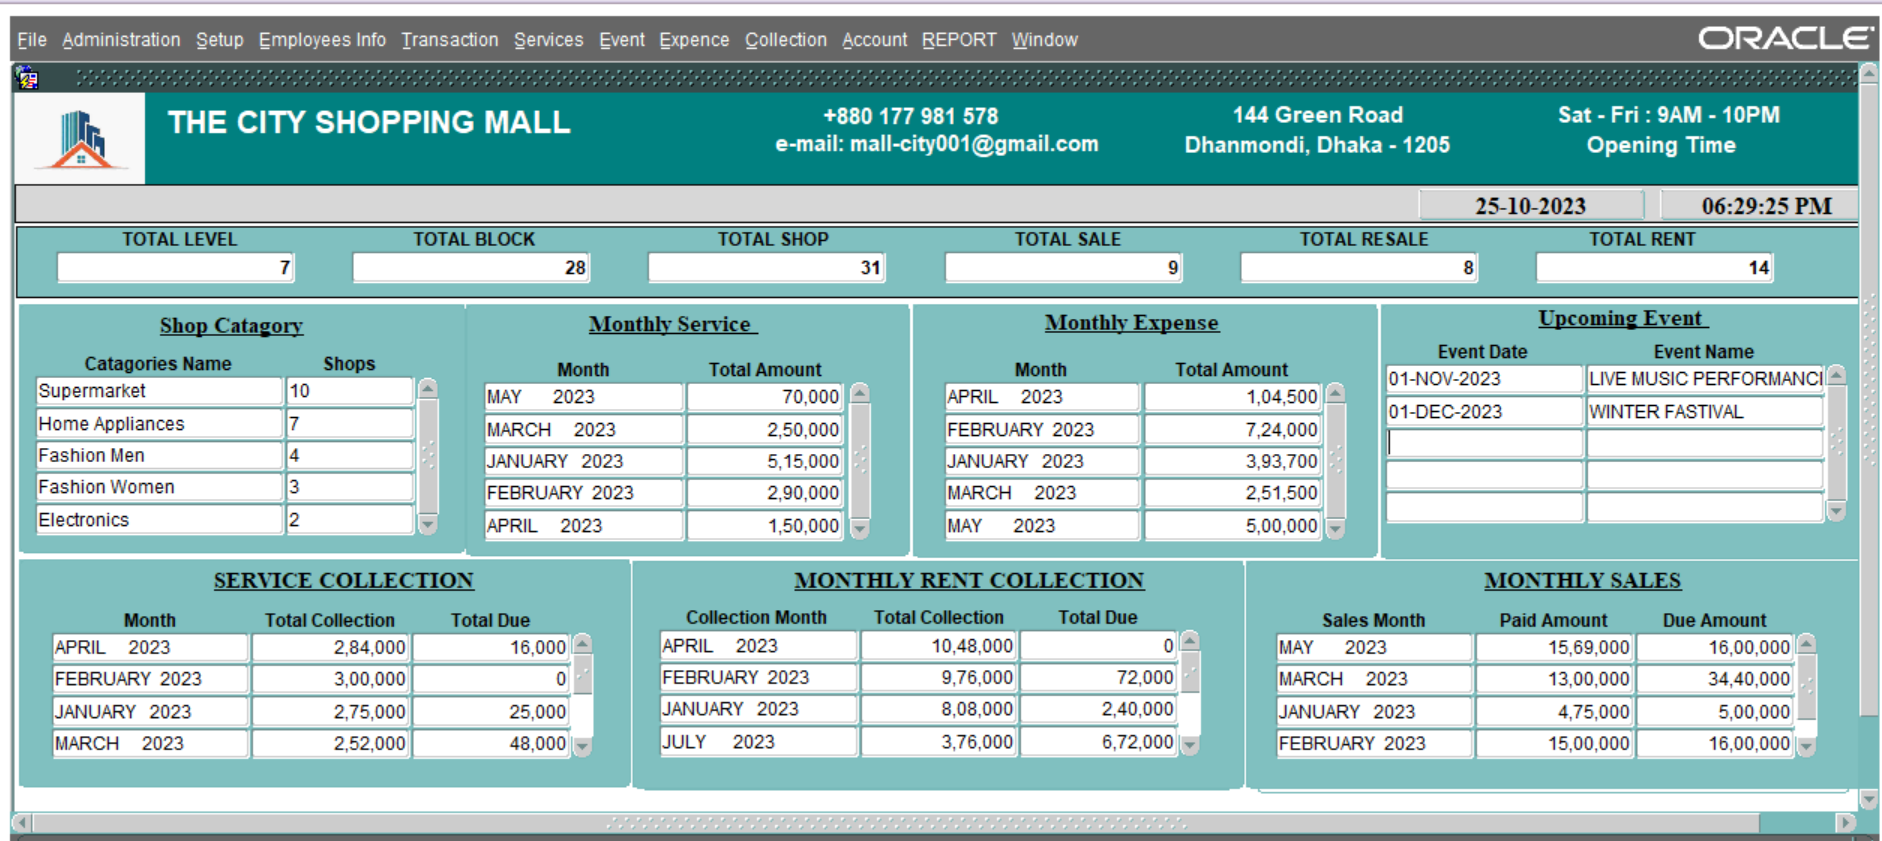 File Administration Setup Employees Info Transaction Services Event Expence Collection Account REPORT Window ORACLE
THE CITY SHOPPING MALL
+880 177 981 578
e-mail: mall-city001@gmail.com
144 Green Road
Dhanmondi, Dhaka - 1205
Sat - Fri : 9AM - 10PM
Opening Time
25-10-2023 06:29:25 PM
TOTAL LEVEL TOTAL BLOCK TOTAL SHOP TOTAL SALE TOTAL RESALE TOTAL RENT
7 28 31 9 8 14
Shop Catagory
Catagories Name Shops
Supermarket 10
Home Appliances 7
Fashion Men 4
Fashion Women 3
Electronics 2
Monthly Service
Month Total Amount
MAY 2023 70,000
MARCH 2023 2,50,000
JANUARY 2023 5,15,000
FEBRUARY 2023 2,90,000
APRIL 2023 1,50,000
Monthly Expense
Month Total Amount
APRIL 2023 1,04,500
FEBRUARY 2023 7,24,000
JANUARY 2023 3,93,700
MARCH 2023 2,51,500
MAY 2023 5,00,000
Upcoming Event
Event Date Event Name
01-NOV-2023 LIVE MUSIC PERFORMANC
01-DEC-2023 WINTER FASTIVAL
SERVICE COLLECTION
Month Total Collection Total Due
APRIL 2023 2,84,000 16,000
FEBRUARY 2023 3,00,000 0
JANUARY 2023 2,75,000 25,000
MARCH 2023 2,52,000 48,000
MONTHLY RENT COLLECTION
Collection Month Total Collection Total Due
APRIL 2023 10,48,000 0
FEBRUARY 2023 9,76,000 72,000
JANUARY 2023 8,08,000 2,40,000
JULY 2023 3,76,000 6,72,000
MONTHLY SALES
Sales Month Paid Amount Due Amount
MAY 2023 15,69,000 16,00,000
MARCH 2023 13,00,000 34,40,000
JANUARY 2023 4,75,000 5,00,000
FEBRUARY 2023 15,00,000 16,00,000